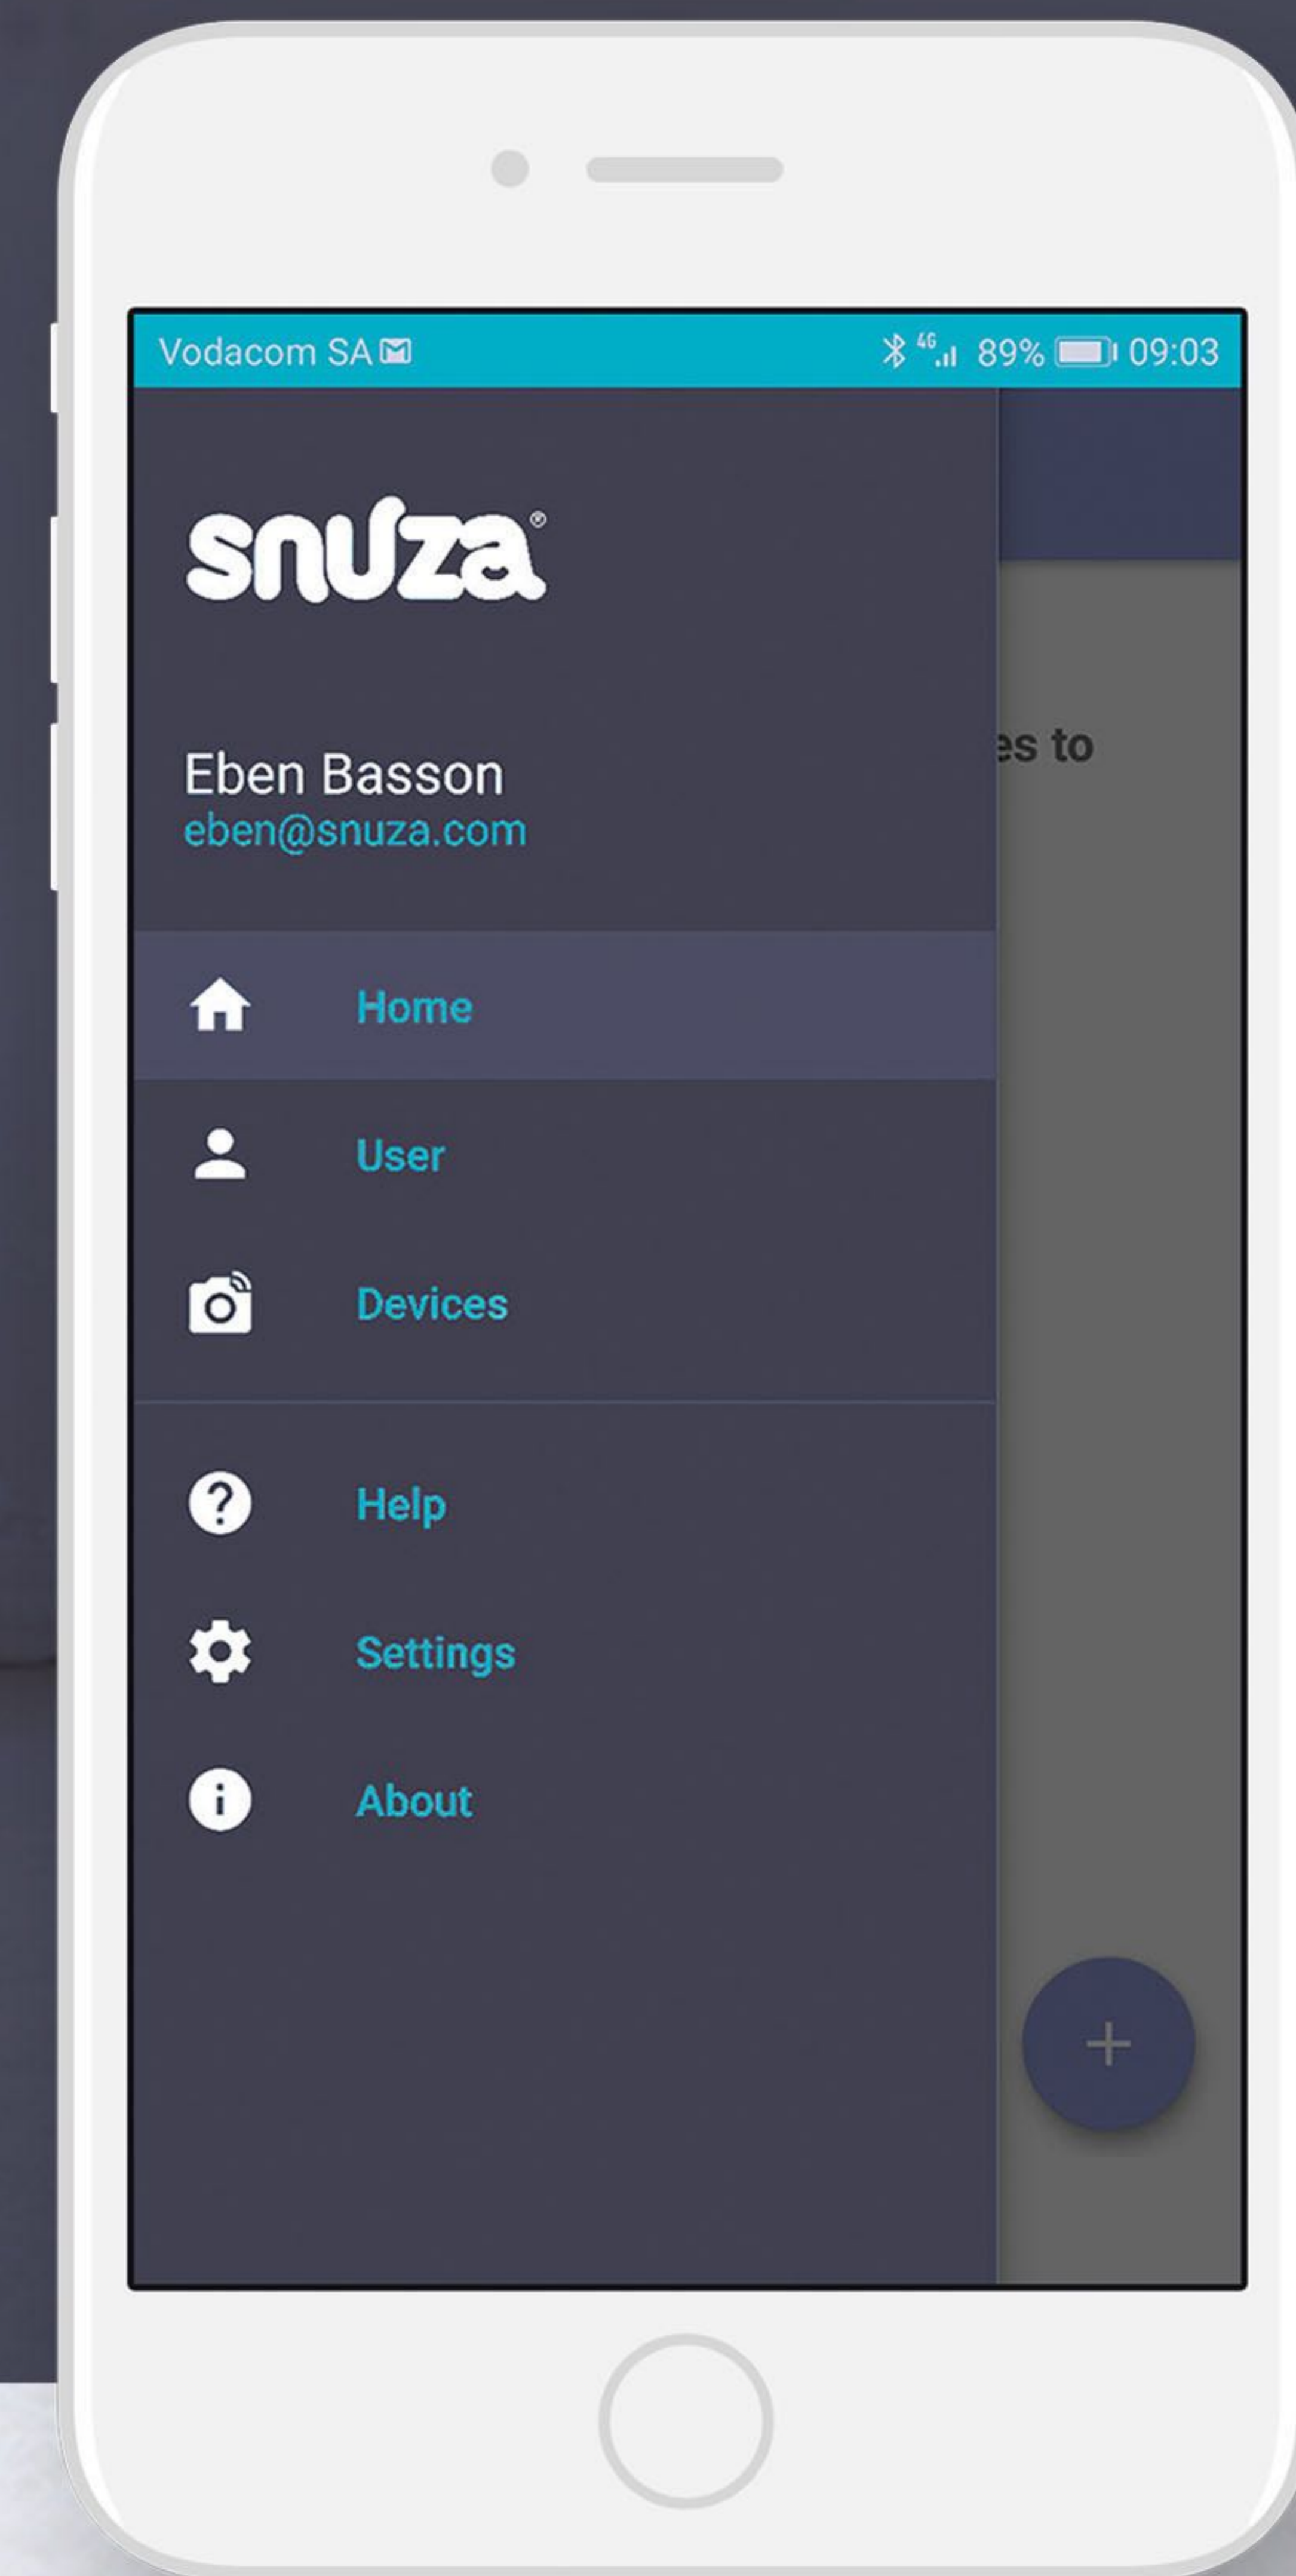 Vodacom SA 4G 89% 09:03
snuza®
Eben Basson
eben@snuza.com
es to
Home
User
Devices
Help
Settings
About